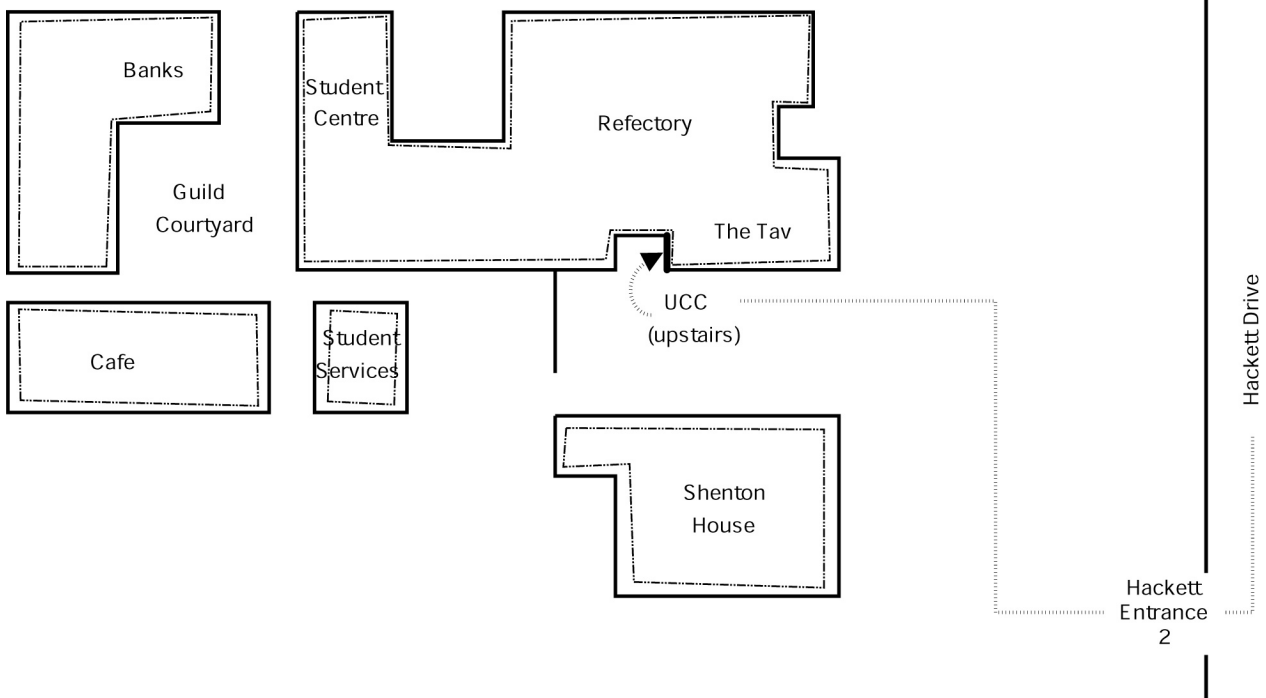 Banks
Student
Centre
Refectory
Guild
Courtyard
The Tav
UCC
(upstairs)
Cafe
Student
Services
Hackett Drive
Shenton
House
Hackett
Entrance
2